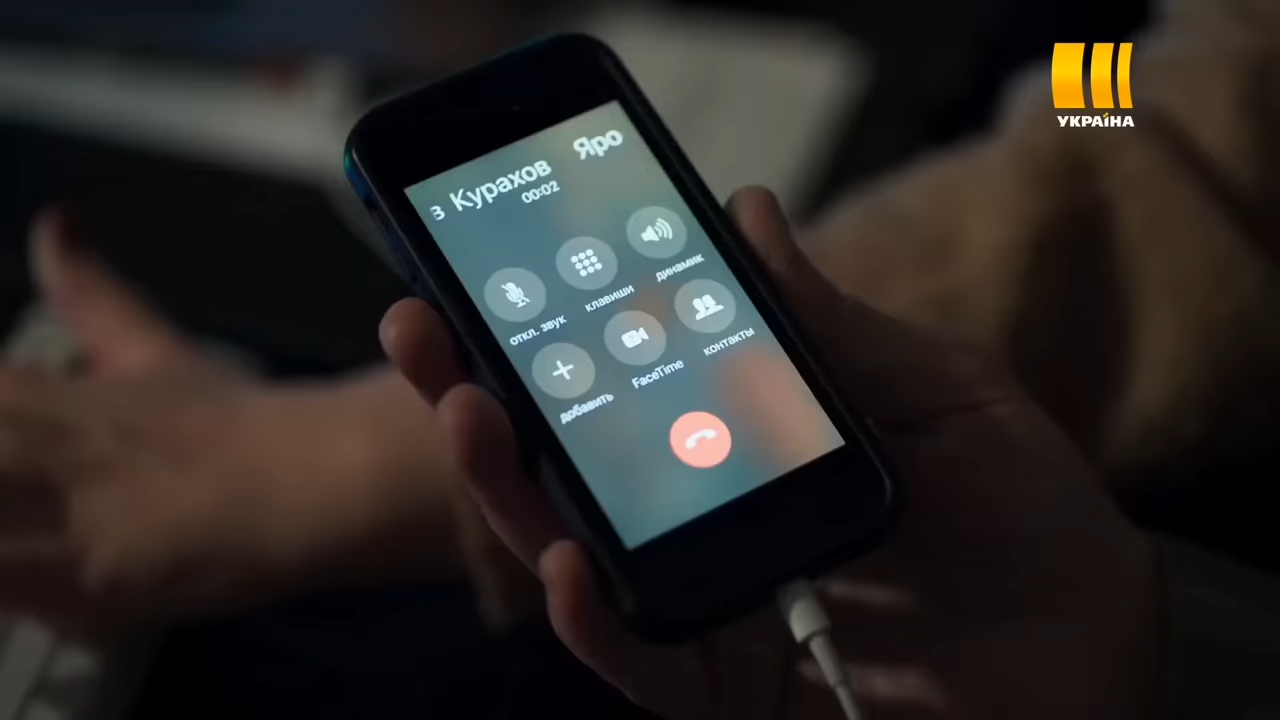 УКРАЇНА
з Курахов Яро
00:02
откл. звук
клавиши
динамик
добавить
FaceTime
контакты